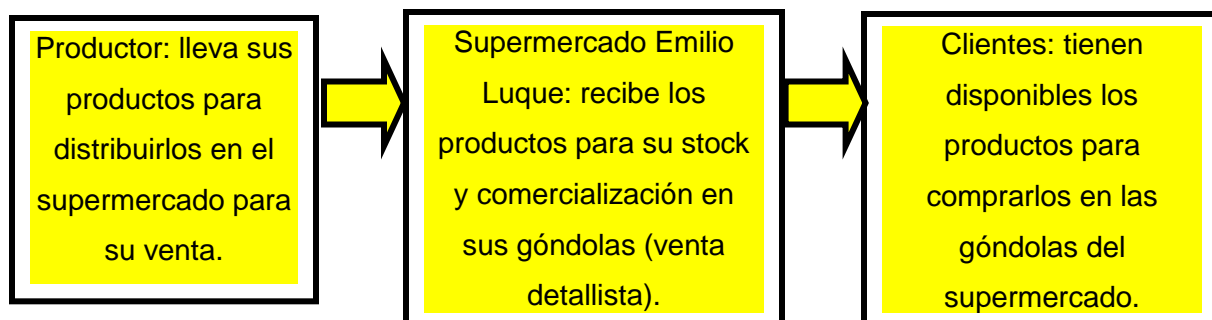 Productor: lleva sus
productos para
distribuirlos en el
supermercado para
su venta.
Supermercado Emilio
Luque: recibe los
productos para su stock
y comercialización en
sus góndolas (venta
detallista).
Clientes: tienen
disponibles los
productos para
comprarlos en las
góndolas del
supermercado.